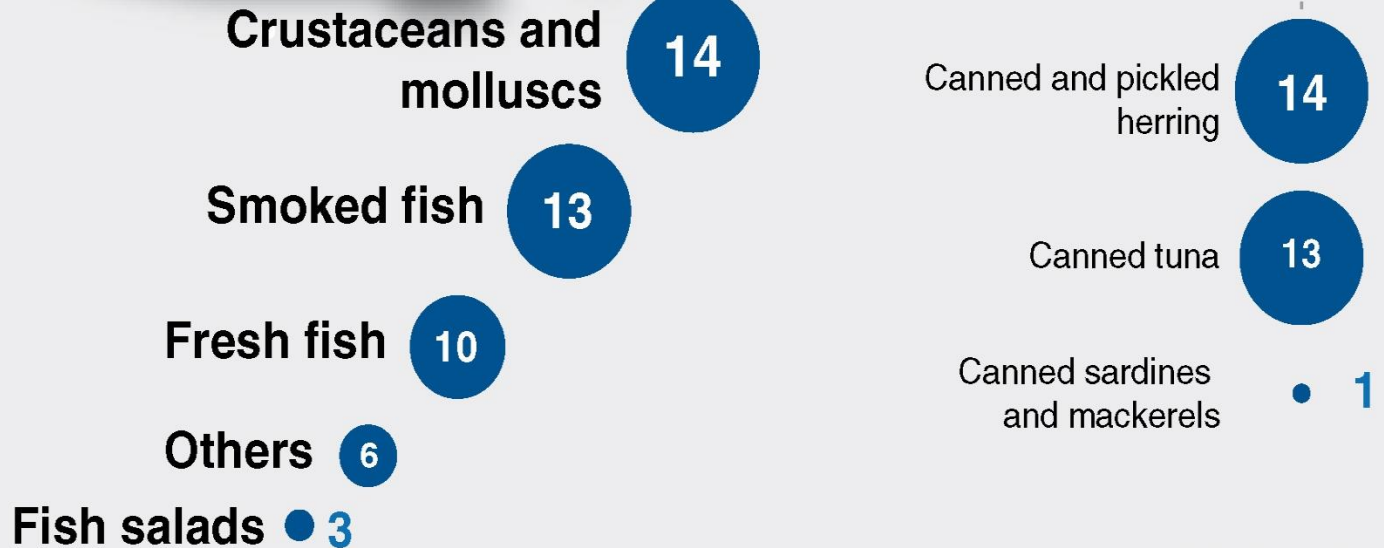 Crustaceans and
molluscs
14
Smoked fish 13
Fresh fish 10
Others 6
Fish salads 3
Canned and pickled
herring
14
Canned tuna 13
Canned sardines
and mackerels
1